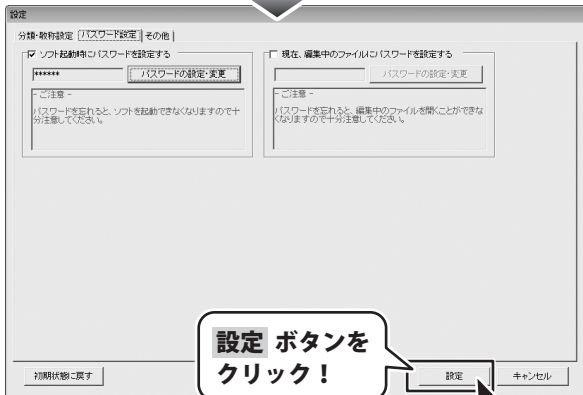 設定
分類・敬称設定 パスワード設定 その他
ソフト起動時にパスワードを設定する
******
パスワードの設定・変更
- ご注意 -
パスワードを忘れると、ソフトを起動できなくなりますので十
分注意してください。
現在、編集中のファイルにパスワードを設定する
パスワードの設定・変更
- ご注意 -
パスワードを忘れると、編集中のファイルを開くことができな
くなりますので十分注意してください。
設定 ボタンを
クリック！
初期状態に戻す
設定
キャンセル